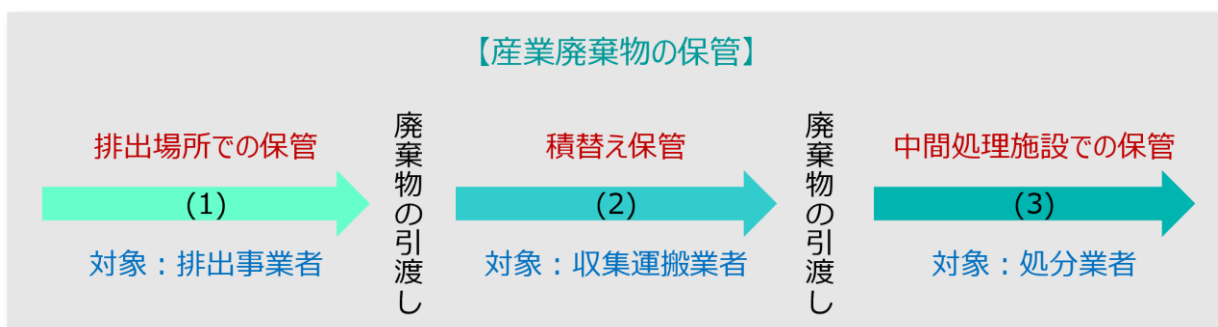 【産業廃棄物の保管】
排出場所での保管
(1)
対象：排出事業者
廃棄物の引渡し
積替え保管
(2)
対象：収集運搬業者
廃棄物の引渡し
中間処理施設での保管
(3)
対象：処分業者